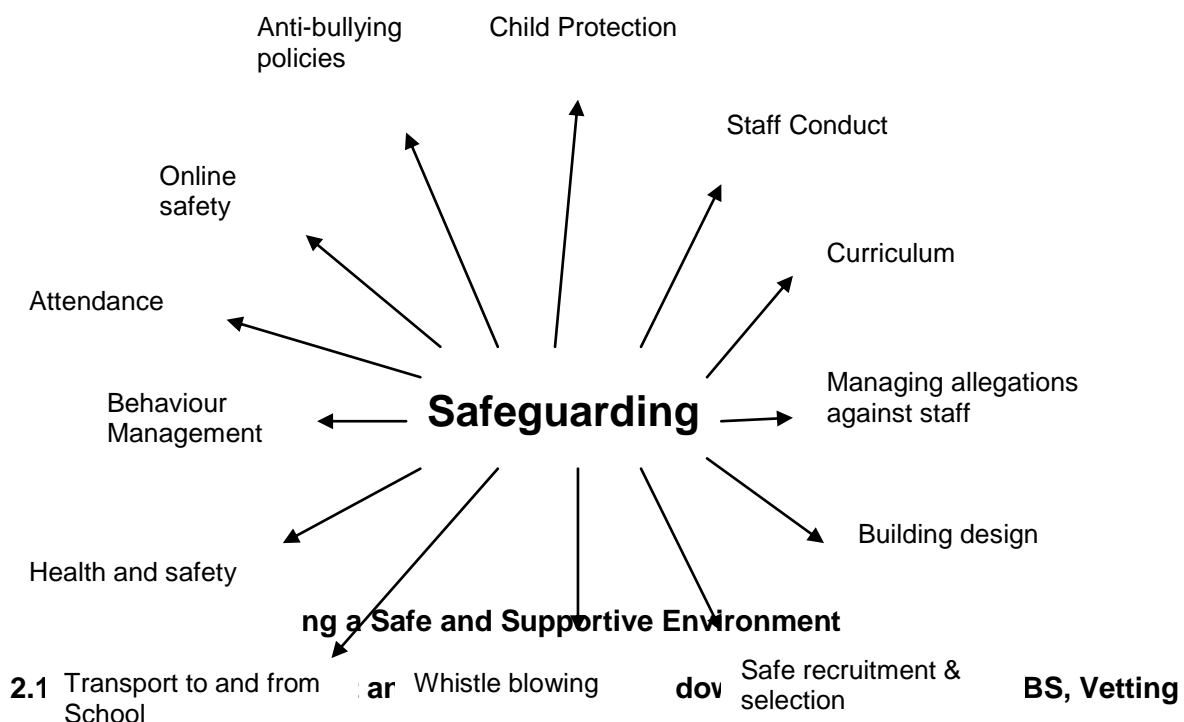 Anti-bullying
policies
Child Protection
Staff Conduct
Online
safety
Curriculum
Attendance
Managing allegations
against staff
Behaviour
Management
Safeguarding
Building design
Health and safety
ng a Safe and Supportive Environment
2.1
Transport to and from
School
Whistle blowing
Safe recruitment &
selection
BS, Vetting